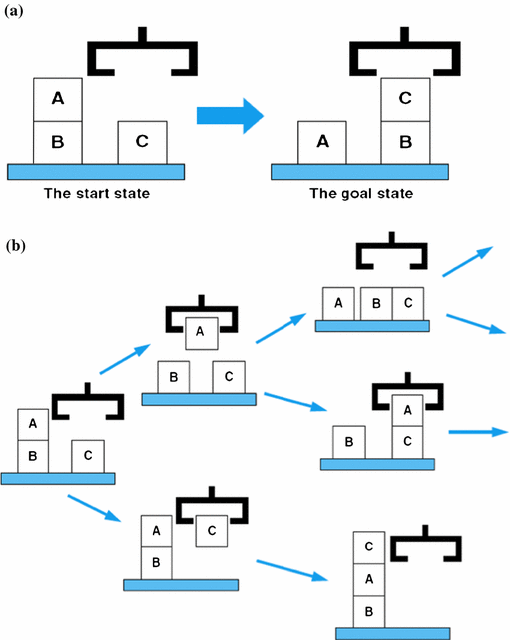 (a)
A
B C
C
A B
The start state
The goal state
(b)
A
B C
A
B C
A B C
A
B C
A C
B
C
A
B